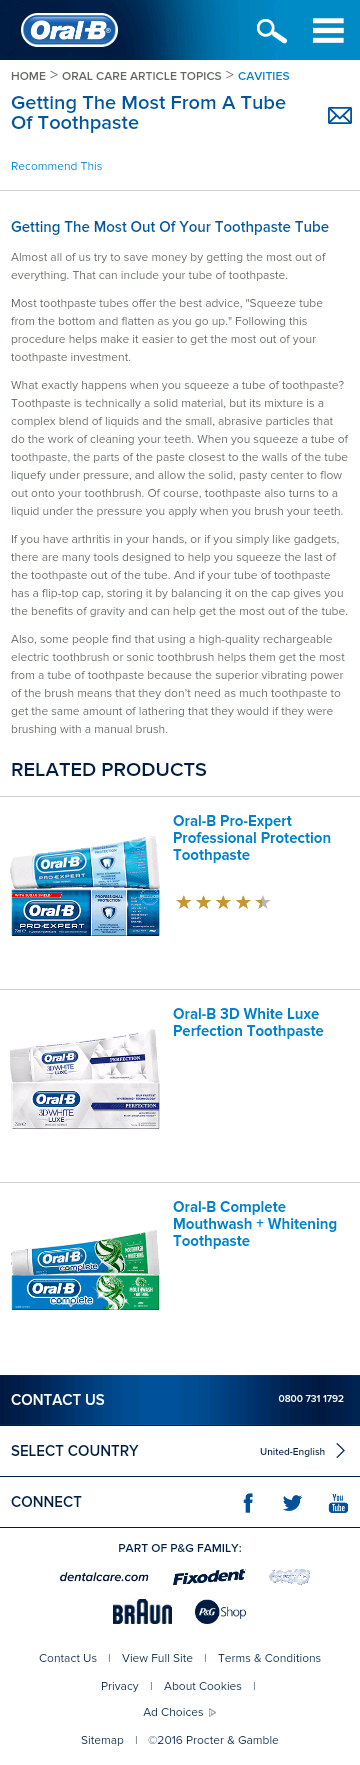 Oral-B
HOME > ORAL CARE ARTICLE TOPICS > CAVITIES
Getting The Most From A Tube
Of Toothpaste
Recommend This
Getting The Most Out Of Your Toothpaste Tube
Almost all of us try to save money by getting the most out of
everything. That can include your tube of toothpaste.
Most toothpaste tubes offer the best advice, "Squeeze tube
from the bottom and flatten as you go up." Following this
procedure helps make it easier to get the most out of your
toothpaste investment.
What exactly happens when you squeeze a tube of toothpaste?
Toothpaste is technically a solid material, but its mixture is a
complex blend of liquids and the small, abrasive particles that
do the work of cleaning your teeth. When you squeeze a tube of
toothpaste, the parts of the paste closest to the walls of the tube
liquefy under pressure, and allow the solid, pasty center to flow
out onto your toothbrush. Of course, toothpaste also turns to a
liquid under the pressure you apply when you brush your teeth.
If you have arthritis in your hands, or if you simply like gadgets,
there are many tools designed to help you squeeze the last of
the toothpaste out of the tube. And if your tube of toothpaste
has a flip-top cap, storing it by balancing it on the cap gives you
the benefits of gravity and can help get the most out of the tube.
Also, some people find that using a high-quality rechargeable
electric toothbrush or sonic toothbrush helps them get the most
from a tube of toothpaste because the superior vibrating power
of the brush means that they don't need as much toothpaste to
get the same amount of lathering that they would if they were
brushing with a manual brush.
RELATED PRODUCTS
Oral-B Pro-Expert
Professional Protection
Toothpaste
Oral-B
PRO-EXPERT
Oral-B
PRO-EXPERT
Oral-B 3D White Luxe
Perfection Toothpaste
Oral-B
3DWHITE
LUXE
PERFECTION
Oral-B
3DWHITE
LUXE
PERFECTION
Oral-B Complete
Mouthwash + Whitening
Toothpaste
Oral-B
complete
Oral-B
complete
CONTACT US
0800 731 1792
SELECT COUNTRY
United-English
CONNECT
You
Tube
PART OF P&G FAMILY:
dentalcare.com
Fixodent
BRAUN
P&G Shop
Contact Us | View Full Site | Terms & Conditions
Privacy | About Cookies |
Ad Choices
Sitemap | ©2016 Procter & Gamble